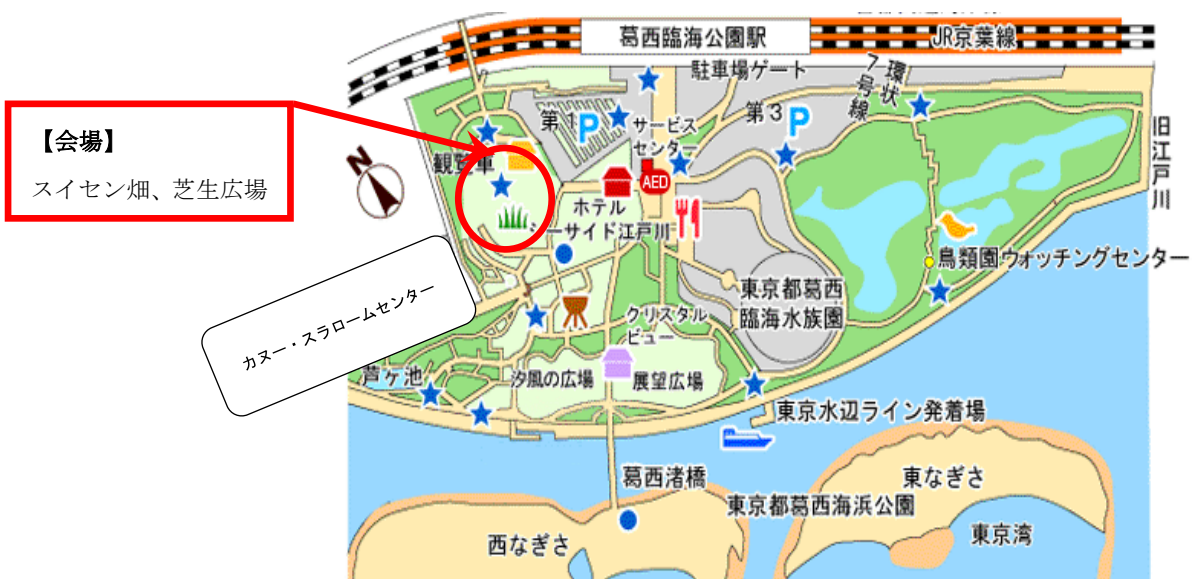 葛西臨海公園駅
JR京葉線
駐車場ゲート
環状
7号線
【会場】
スイセン畑、芝生広場
第1
P
サービス
センター
第3
P
旧江戸川
観覧車
AED
N
ホテル
シーサイド江戸川
鳥類園ウォッチングセンター
カヌー・スラロームセンター
東京都葛西
臨海水族園
クリスタル
ビュー
芦ヶ池
汐風の広場
展望広場
東京水辺ライン発着場
葛西渚橋
東なぎさ
東京都葛西海浜公園
西なぎさ
東京湾